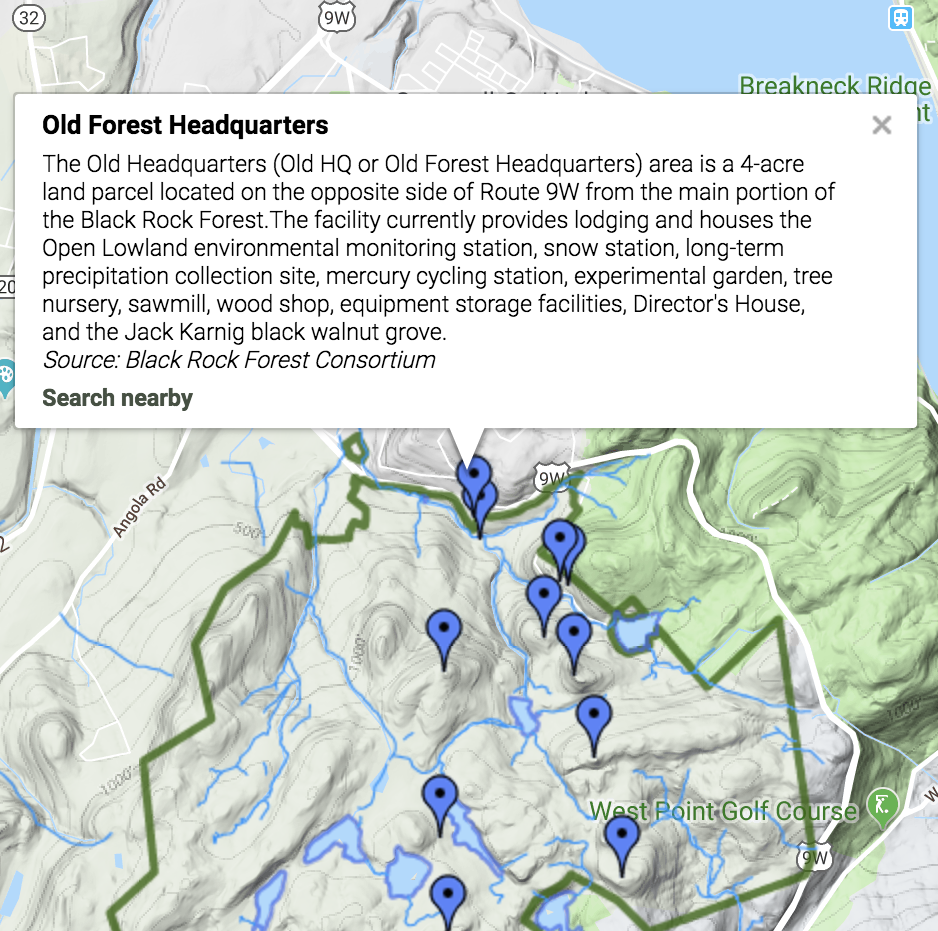 32
9W
Breakneck Ridge
Old Forest Headquarters
The Old Headquarters (Old HQ or Old Forest Headquarters) area is a 4-acre
land parcel located on the opposite side of Route 9W from the main portion of
the Black Rock Forest.The facility currently provides lodging and houses the
Open Lowland environmental monitoring station, snow station, long-term
precipitation collection site, mercury cycling station, experimental garden, tree
nursery, sawmill, wood shop, equipment storage facilities, Director's House,
and the Jack Karnig black walnut grove.
Source: Black Rock Forest Consortium
Search nearby
20
9W
Angola Rd
500'
1000'
1000'
1000'
West Point Golf Course
9W